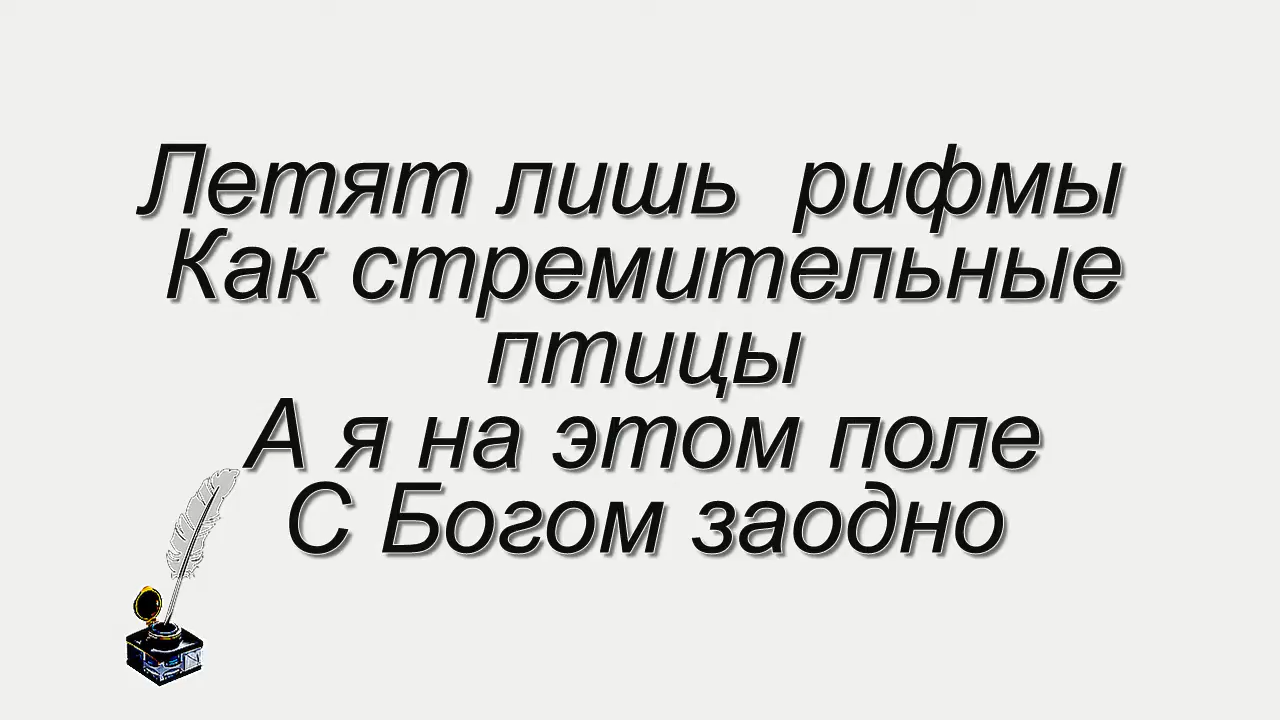 Летят лишь рифмы
Как стремительные
птицы
А я на этом поле
С Богом заодно